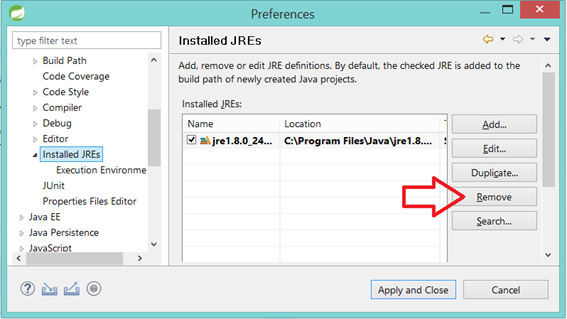 Preferences
type filter text
Build Path
Code Coverage
Code Style
Compiler
Debug
Editor
Installed JREs
Execution Environme
JUnit
Properties Files Editor
Java EE
Java Persistence
JavaScript
Installed JREs
Add, remove or edit JRE definitions. By default, the checked JRE is added to the
build path of newly created Java projects.
Installed JREs:
Name Location
jre1.8.0_24... C:\Program Files\Java\jre1.8....
Add...
Edit...
Duplicate...
Remove
Search...
Apply and Close
Cancel